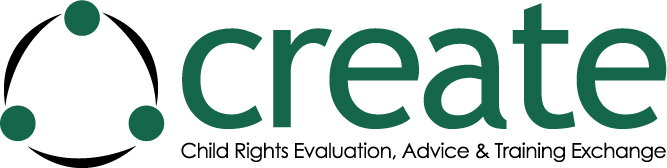 create
Child Rights Evaluation, Advice & Training Exchange